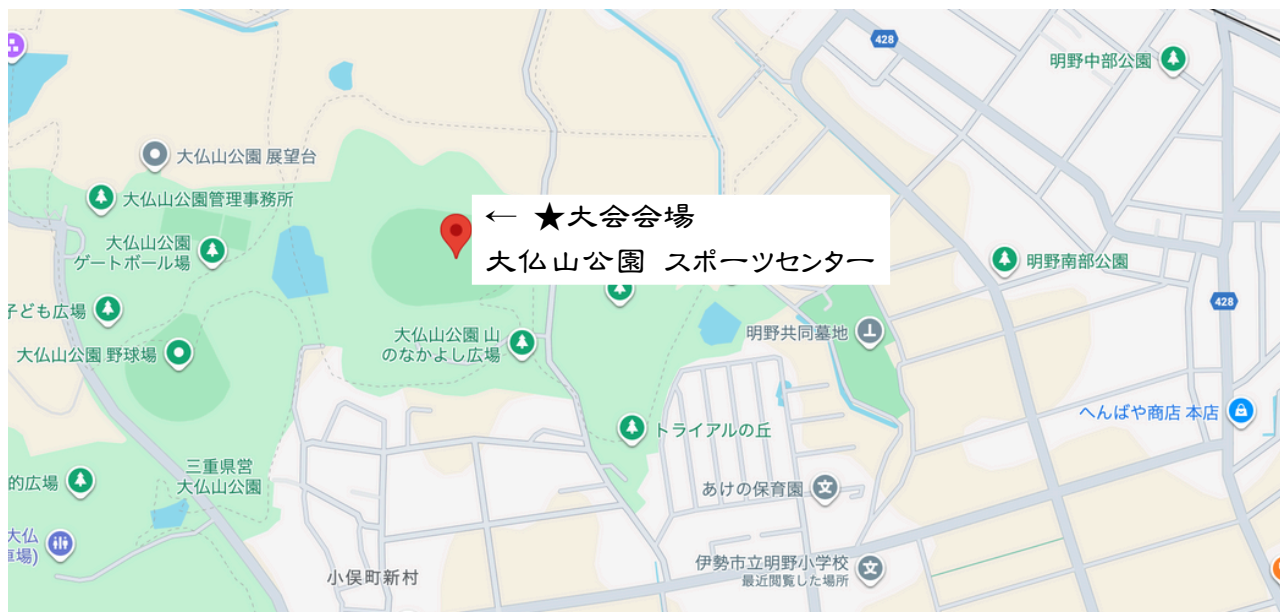 428
明野中部公園
大仏山公園 展望台
大仏山公園管理事務所
← ★大会会場
大仏山公園 スポーツセンター
大仏山公園
ゲートボール場
明野南部公園
428
子ども広場
大仏山公園 野球場
大仏山公園 山
のなかよし広場
明野共同墓地
へんばや商店 本店
トライアルの丘
三重県営
大仏山公園
的広場
あけの保育園
大仏
車場)
小俣町新村
伊勢市立明野小学校
最近閲覧した場所